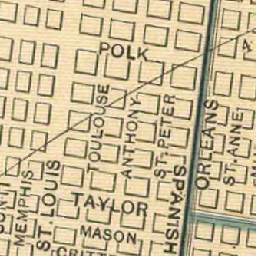 POLK
TOULOUSE
ANTHONY
ST. PETER
ORLEANS
ST. ANNE
MEMPHIS
ST. LOUIS
SPANISH
TAYLOR
MASON